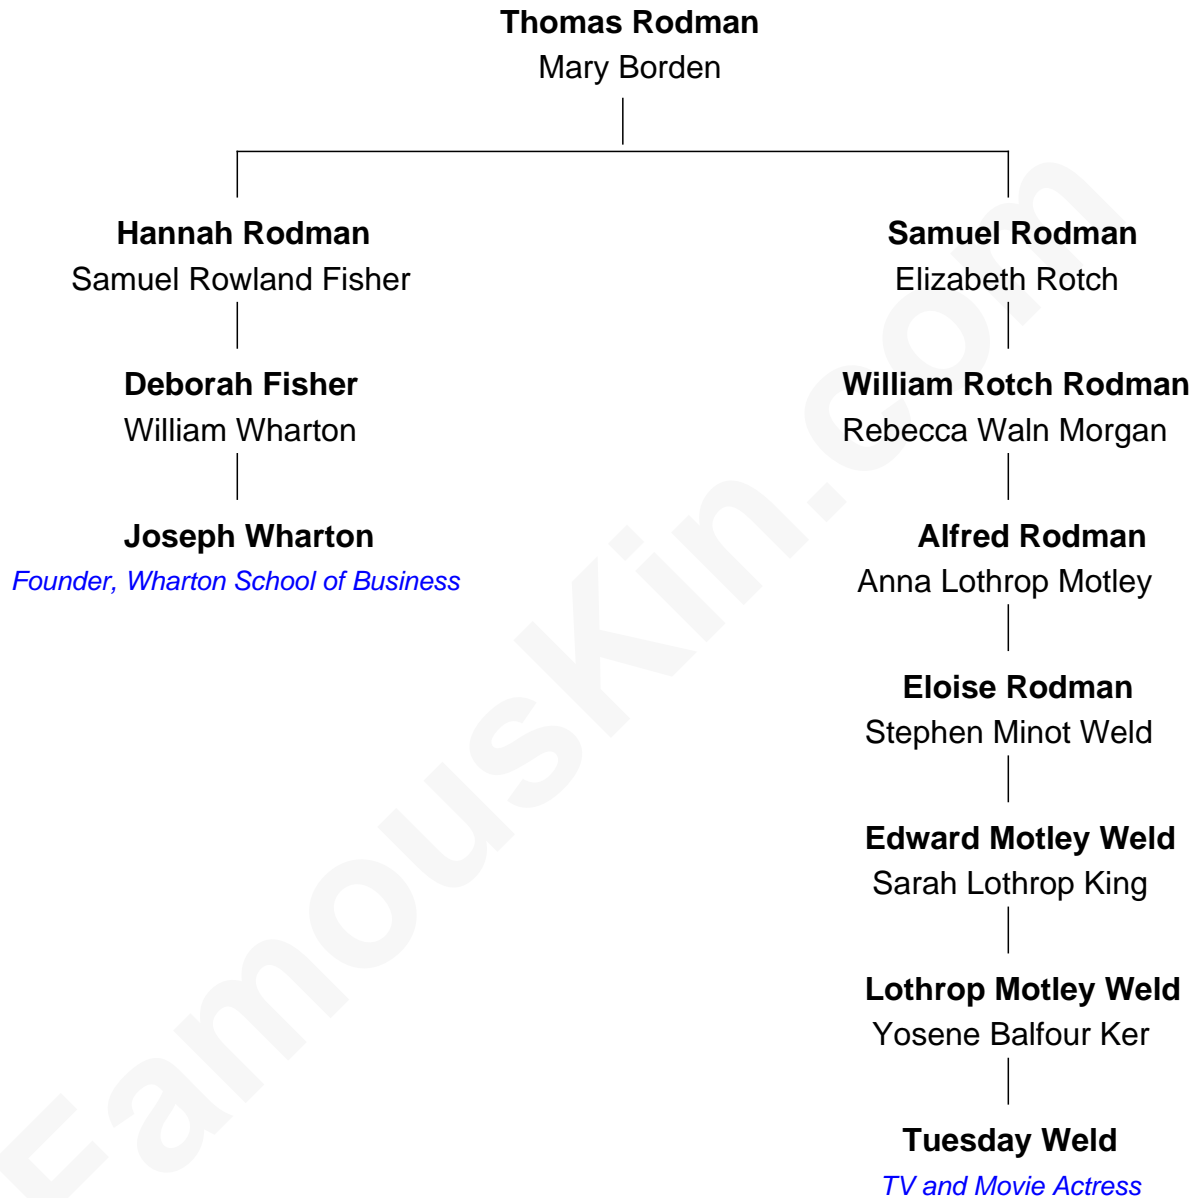 Thomas Rodman
Mary Borden
Hannah Rodman
Samuel Rowland Fisher
Samuel Rodman
Elizabeth Rotch
Deborah Fisher
William Wharton
William Rotch Rodman
Rebecca Waln Morgan
Joseph Wharton
Founder, Wharton School of Business
Alfred Rodman
Anna Lothrop Motley
Eloise Rodman
Stephen Minot Weld
Edward Motley Weld
Sarah Lothrop King
Lothrop Motley Weld
Yosene Balfour Ker
Tuesday Weld
TV and Movie Actress
FamousKin.com